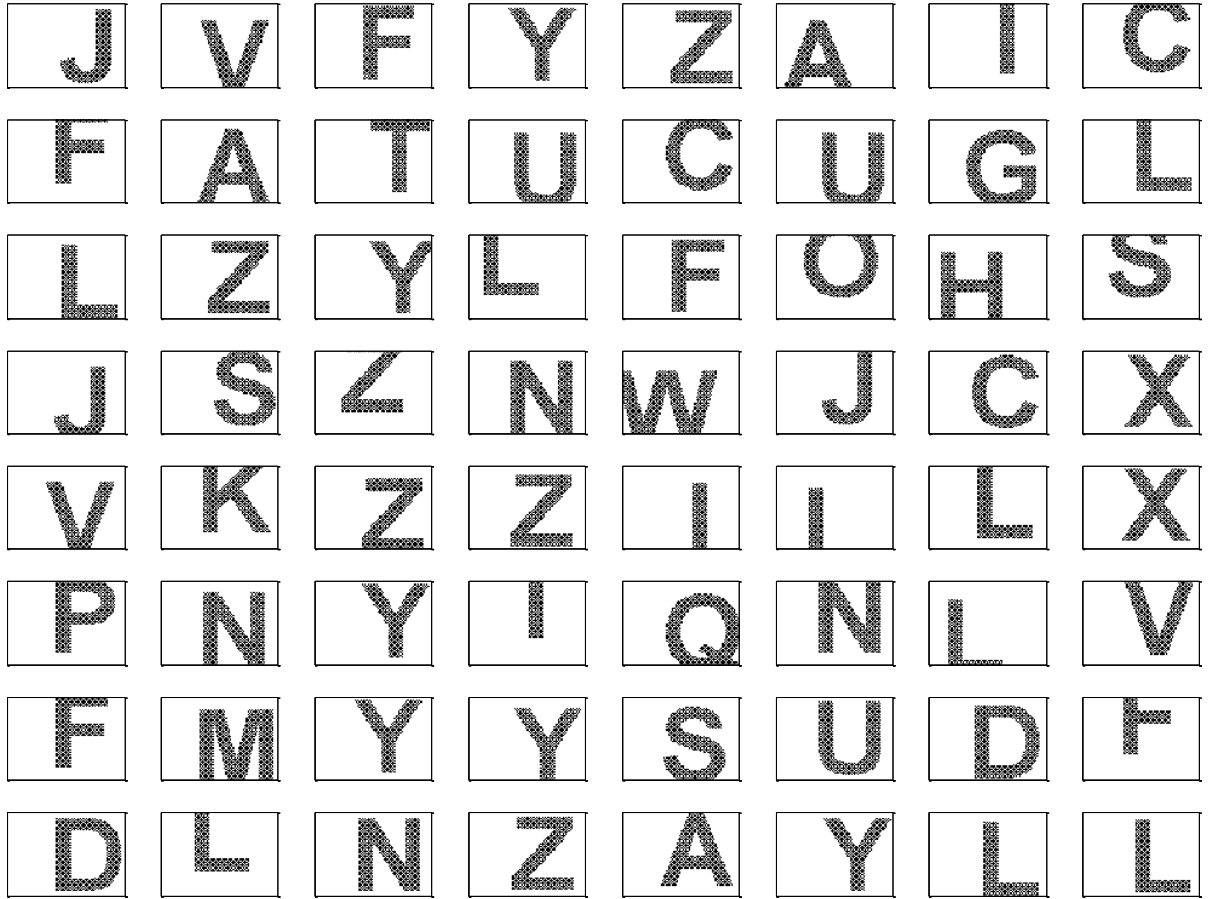 J V F Y Z A I C
F A T U C U G L
L Z Y L F O H S
J S Z N W J C X
V K Z Z I I L X
P N Y I Q N L V
F M Y Y S U D F
D L N Z A Y L L